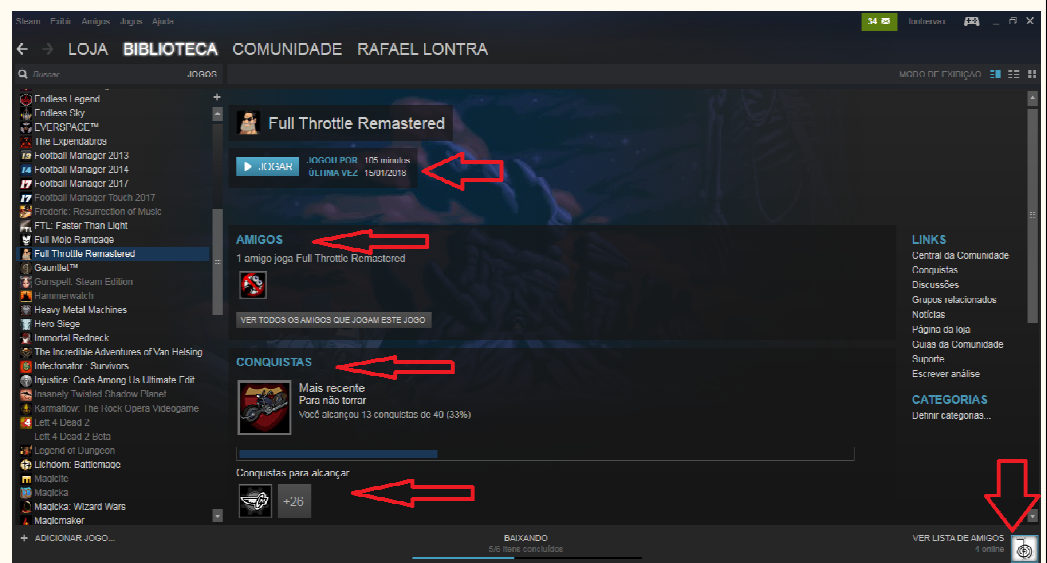 Steam Exibir Amigos Jogos Ajuda
34
lontrervax
LOJA BIBLIOTECA COMUNIDADE RAFAEL LONTRA
Buscar
JOGOS
MODO DE EXIBIÇÃO
Endless Legend
Endless Sky
EVERSPACE™
The Expendabros
Football Manager 2013
Football Manager 2014
Football Manager 2017
Football Manager Touch 2017
Frederic: Resurrection of Music
FTL: Faster Than Light
Full Mojo Rampage
Full Throttle Remastered
Gauntlet™
Gunspell: Steam Edition
Hammerwatch
Heavy Metal Machines
Hero Siege
Immortal Redneck
The Incredible Adventures of Van Helsing
Infectonator : Survivors
Injustice: Gods Among Us Ultimate Edit
Insanely Twisted Shadow Planet
Karmaflow: The Rock Opera Videogame
Left 4 Dead 2
Left 4 Dead 2 Beta
Legend of Dungeon
Lichdom: Battlemage
Magicite
Magicka
Magicka: Wizard Wars
Magicmaker
+ ADICIONAR JOGO...
Full Throttle Remastered
JOGAR
JOGOU POR 105 minutos
ÚLTIMA VEZ 15/01/2018
AMIGOS
1 amigo joga Full Throttle Remastered
VER TODOS OS AMIGOS QUE JOGAM ESTE JOGO
CONQUISTAS
Mais recente
Para não torrar
Você alcançou 13 conquistas de 40 (33%)
Conquistas para alcançar
+26
LINKS
Central da Comunidade
Conquistas
Discussões
Grupos relacionados
Notícias
Página da loja
Guias da Comunidade
Suporte
Escrever análise
CATEGORIAS
Definir categorias...
BAIXANDO
5/6 itens concluídos
VER LISTA DE AMIGOS
4 online